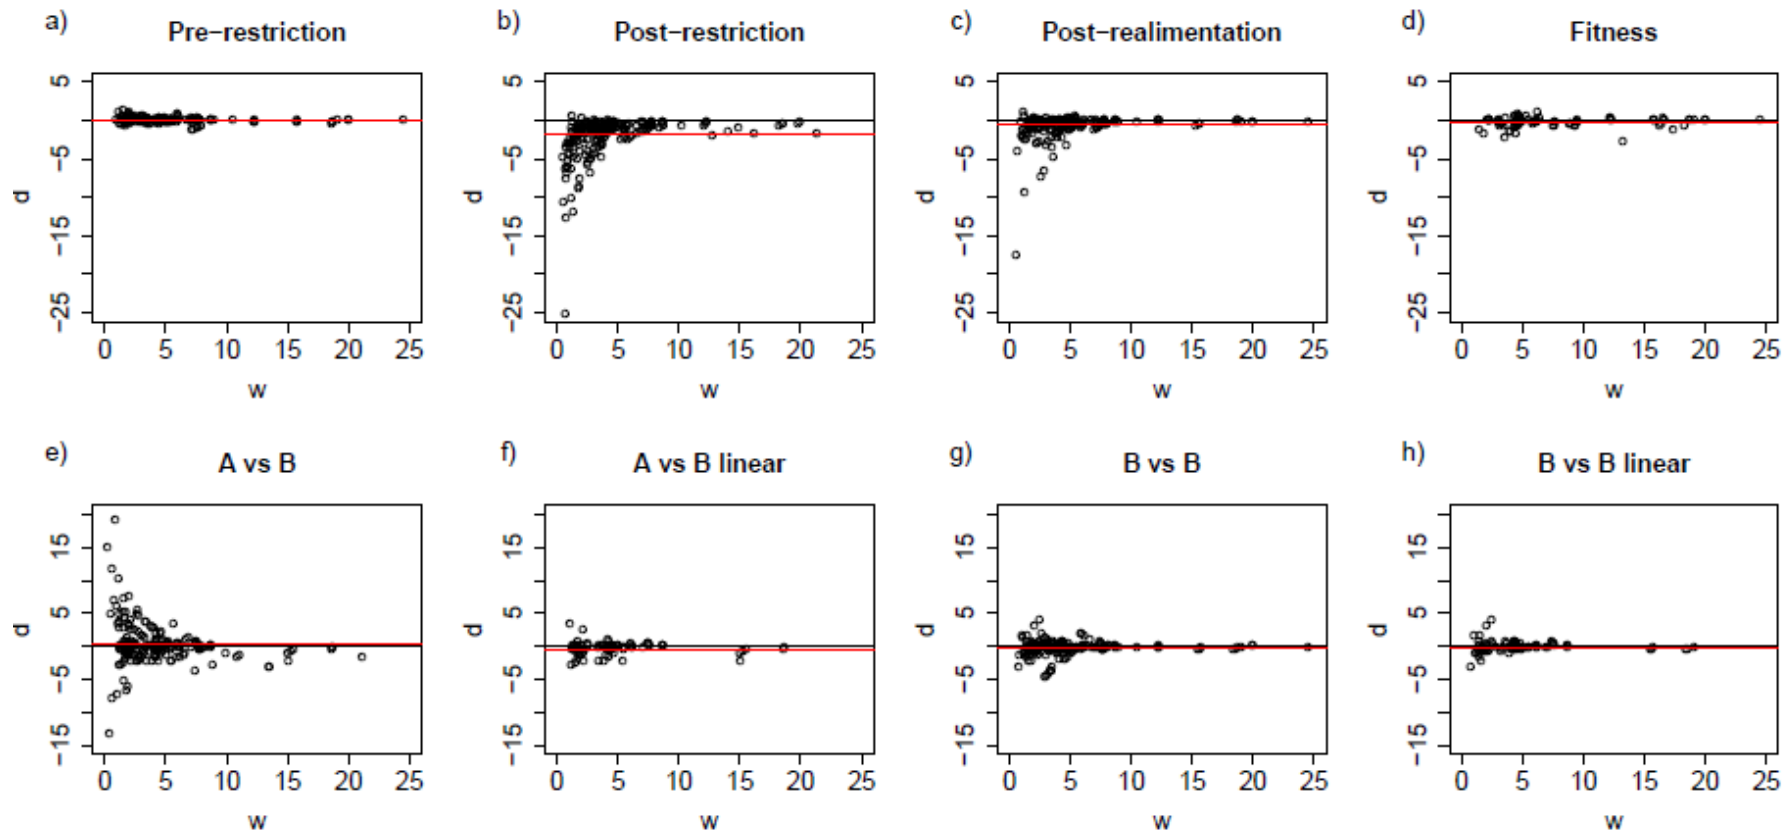 a) Pre−restriction
b) Post−restriction
c) Post−realimentation
d) Fitness
5 −5 −15 −25
d
0 5 10 15 20 25
w
5 −5 −15 −25
d
0 5 10 15 20 25
w
5 −5 −15 −25
d
0 5 10 15 20 25
w
5 −5 −15 −25
d
0 5 10 15 20 25
w
e) A vs B
f) A vs B linear
g) B vs B
h) B vs B linear
15 5 −5 −15
d
0 5 10 15 20 25
w
15 5 −5 −15
d
0 5 10 15 20 25
w
15 5 −5 −15
d
0 5 10 15 20 25
w
15 5 −5 −15
d
0 5 10 15 20 25
w